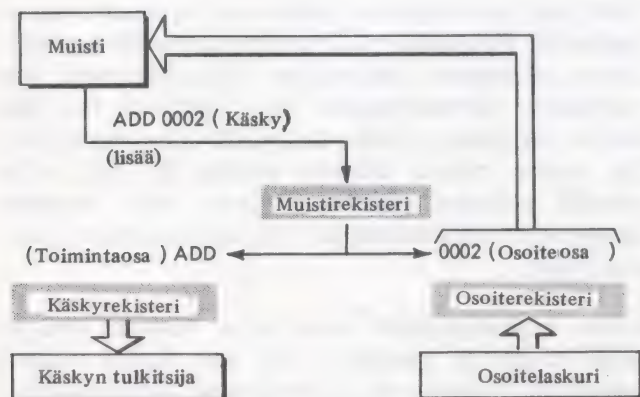 Muisti
ADD 0002 (Käsky)
(lisää)
Muistirekisteri
(Toimintaosa) ADD
0002 (Osoiteosa)
Käskyrekisteri
Osoiterekisteri
Käskyn tulkitsija
Osoitelaskuri